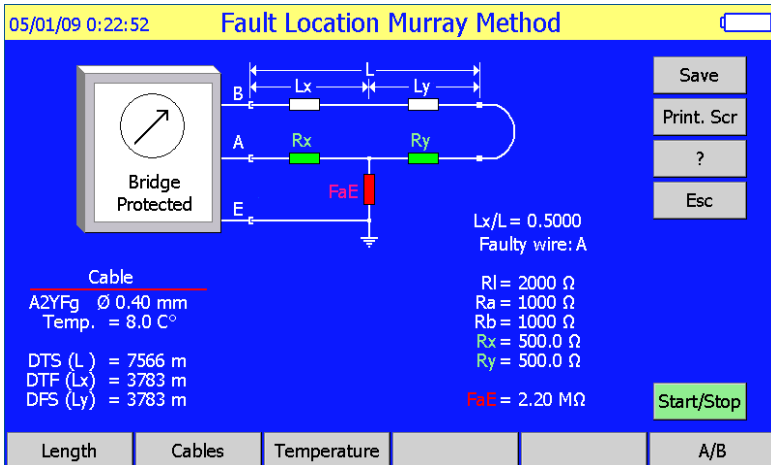 05/01/09 0:22:52 Fault Location Murray Method
L
B Lx Ly
Save
Print. Scr
A Rx Ry
?
Bridge
Protected
FaE
Esc
E
Lx/L = 0.5000
Faulty wire: A
Cable
A2YFg Ø 0.40 mm
Temp. = 8.0 C°
DTS (L ) = 7566 m
DTF (Lx) = 3783 m
DFS (Ly) = 3783 m
Rl = 2000 Ω
Ra = 1000 Ω
Rb = 1000 Ω
Rx = 500.0 Ω
Ry = 500.0 Ω
FaE = 2.20 MΩ
Start/Stop
Length Cables Temperature A/B